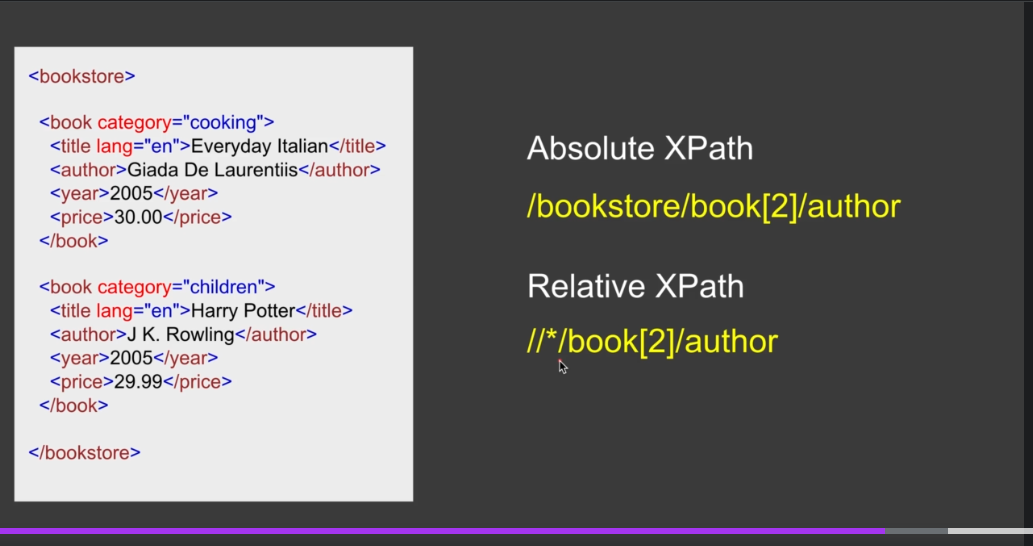 <bookstore>
<book category="cooking">
<title lang="en">Everyday Italian</title>
<author>Giada De Laurentiis</author>
<year>2005</year>
<price>30.00</price>
</book>
<book category="children">
<title lang="en">Harry Potter</title>
<author>J K. Rowling</author>
<year>2005</year>
<price>29.99</price>
</book>
</bookstore>
Absolute XPath
/bookstore/book[2]/author
Relative XPath
//*/book[2]/author